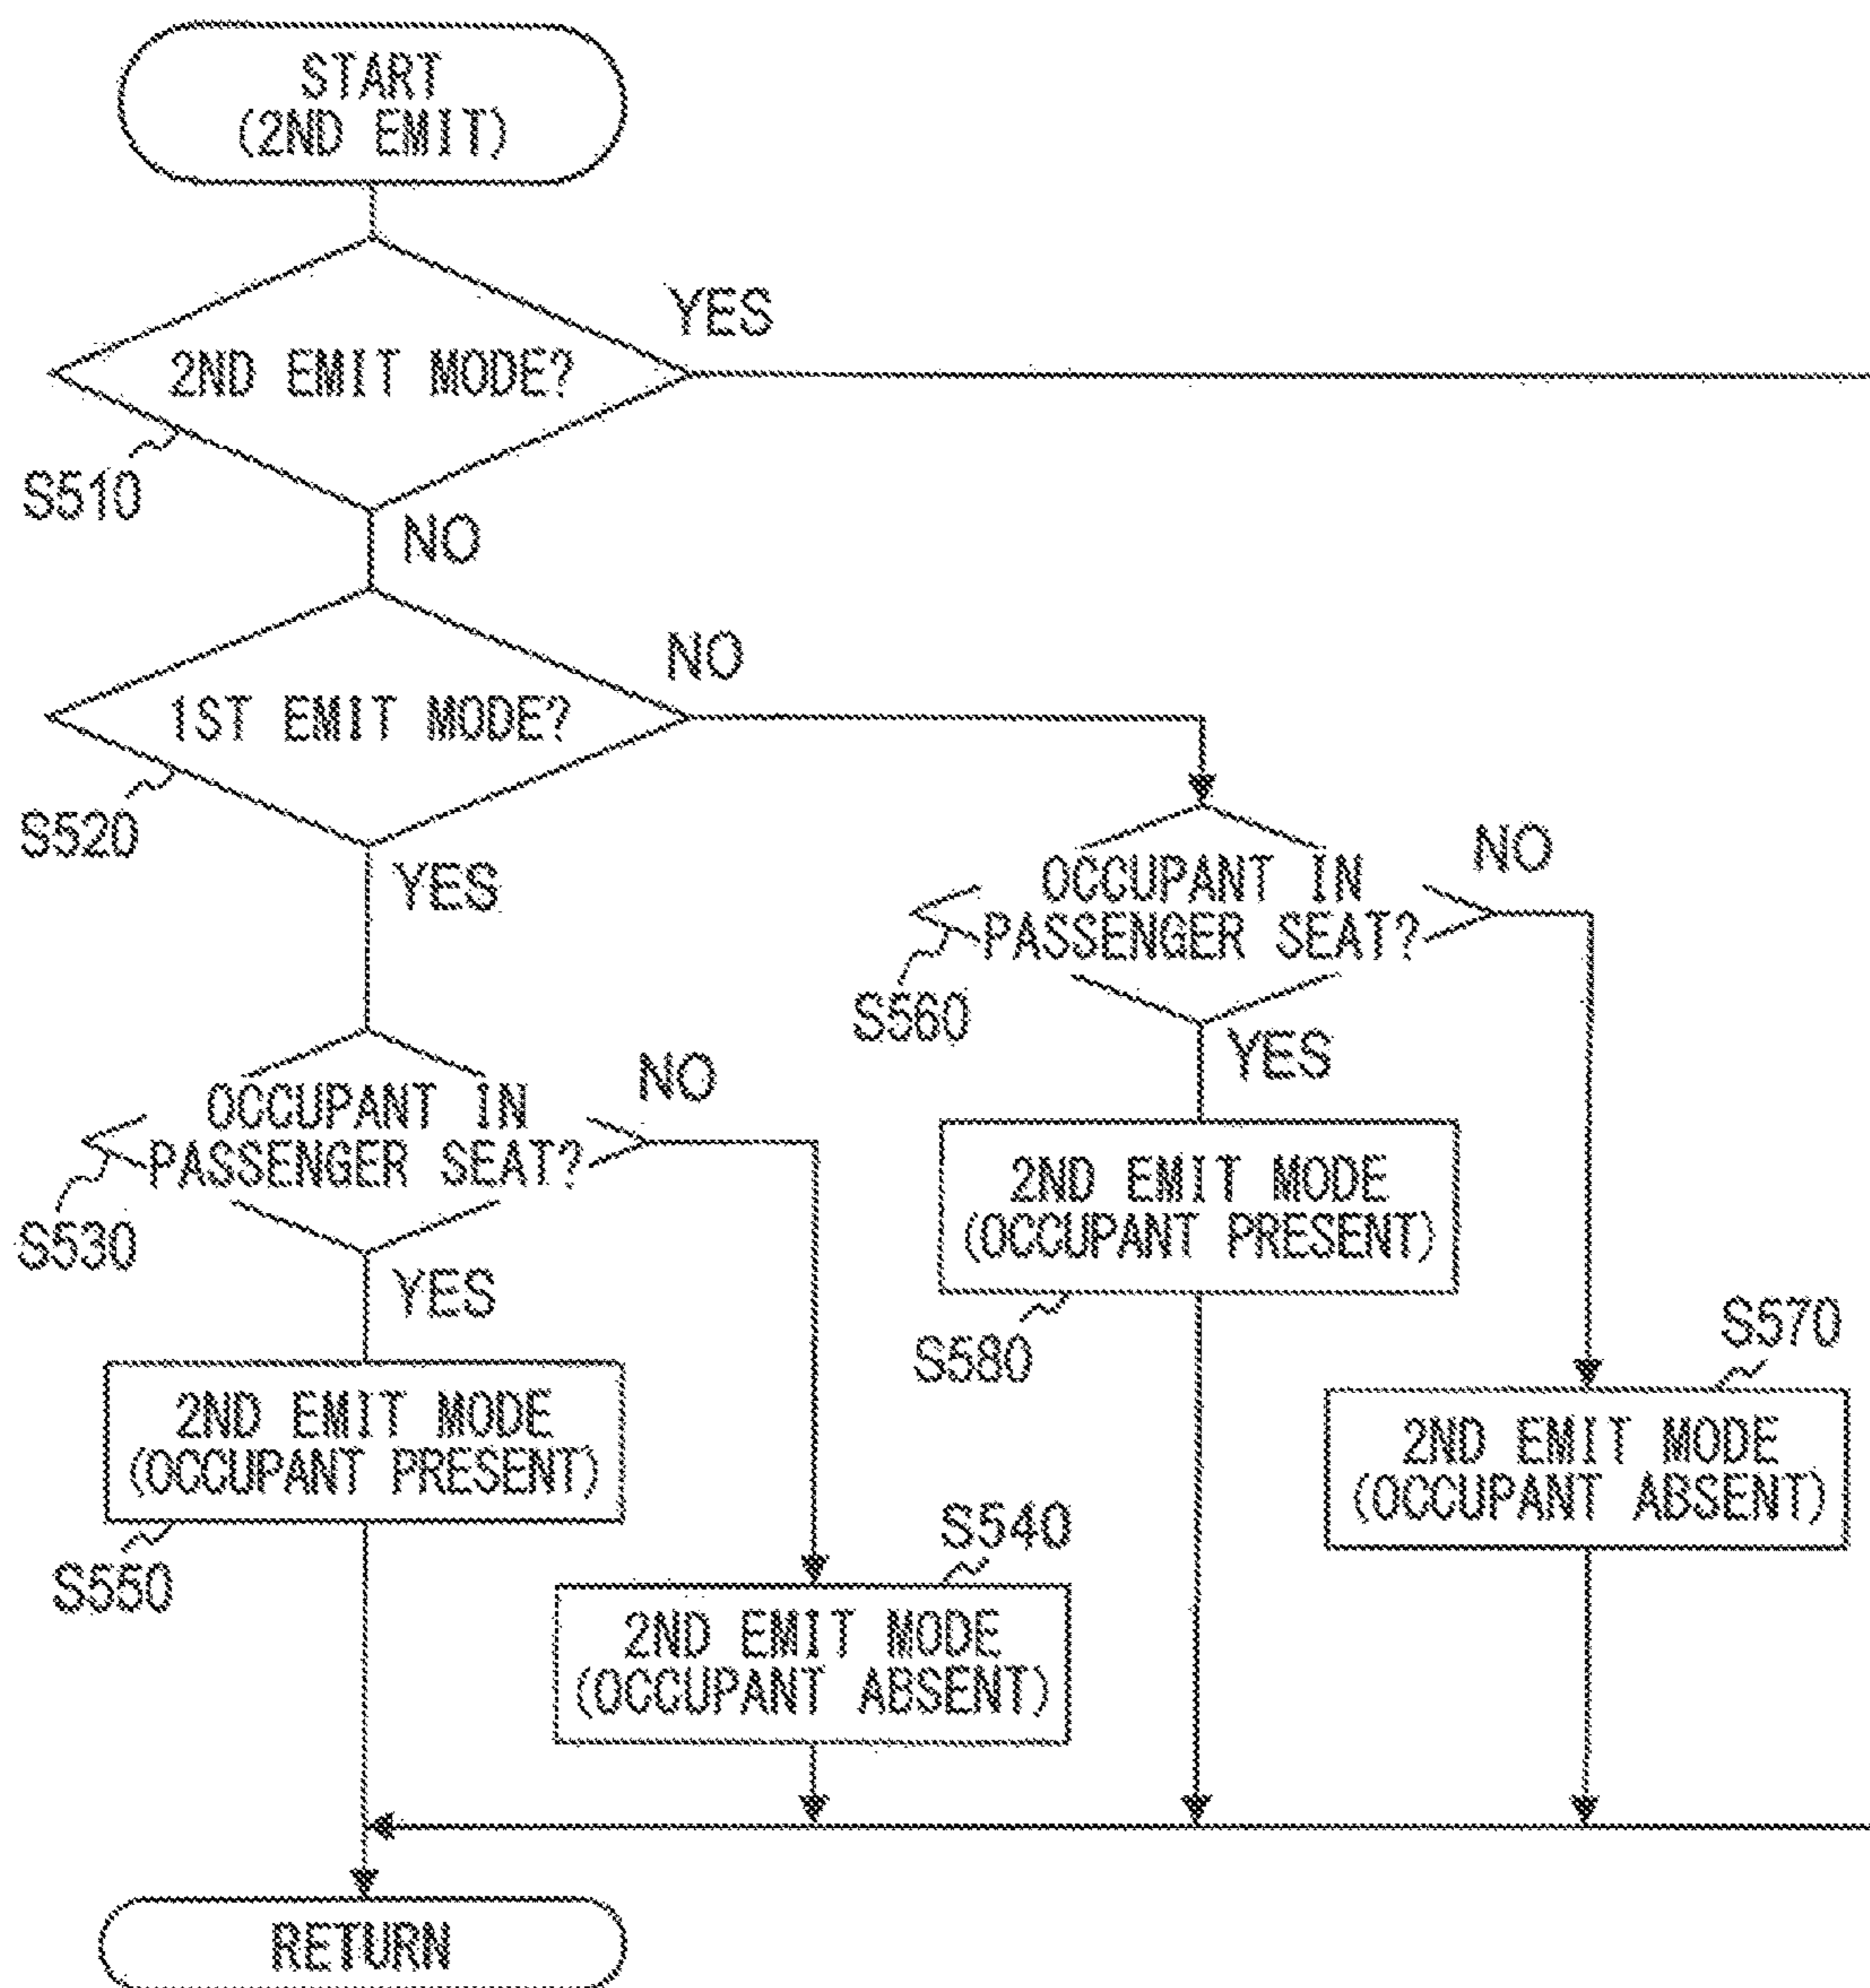 START
(2ND EMIT)
2ND EMIT MODE?
YES
S510
NO
1ST EMIT MODE?
NO
S520
YES
OCCUPANT IN
PASSENGER SEAT?
NO
S560
YES
OCCUPANT IN
PASSENGER SEAT?
NO
S530
YES
2ND EMIT MODE
(OCCUPANT PRESENT)
S580
2ND EMIT MODE
(OCCUPANT PRESENT)
S550
S570
2ND EMIT MODE
(OCCUPANT ABSENT)
S540
2ND EMIT MODE
(OCCUPANT ABSENT)
RETURN